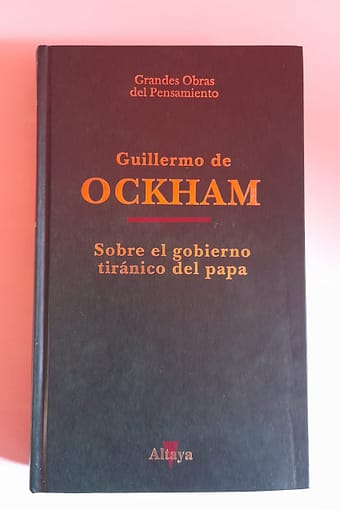 Grandes Obras
del Pensamiento
Guillermo de
OCKHAM
Sobre el gobierno
tiránico del papa
Altaya